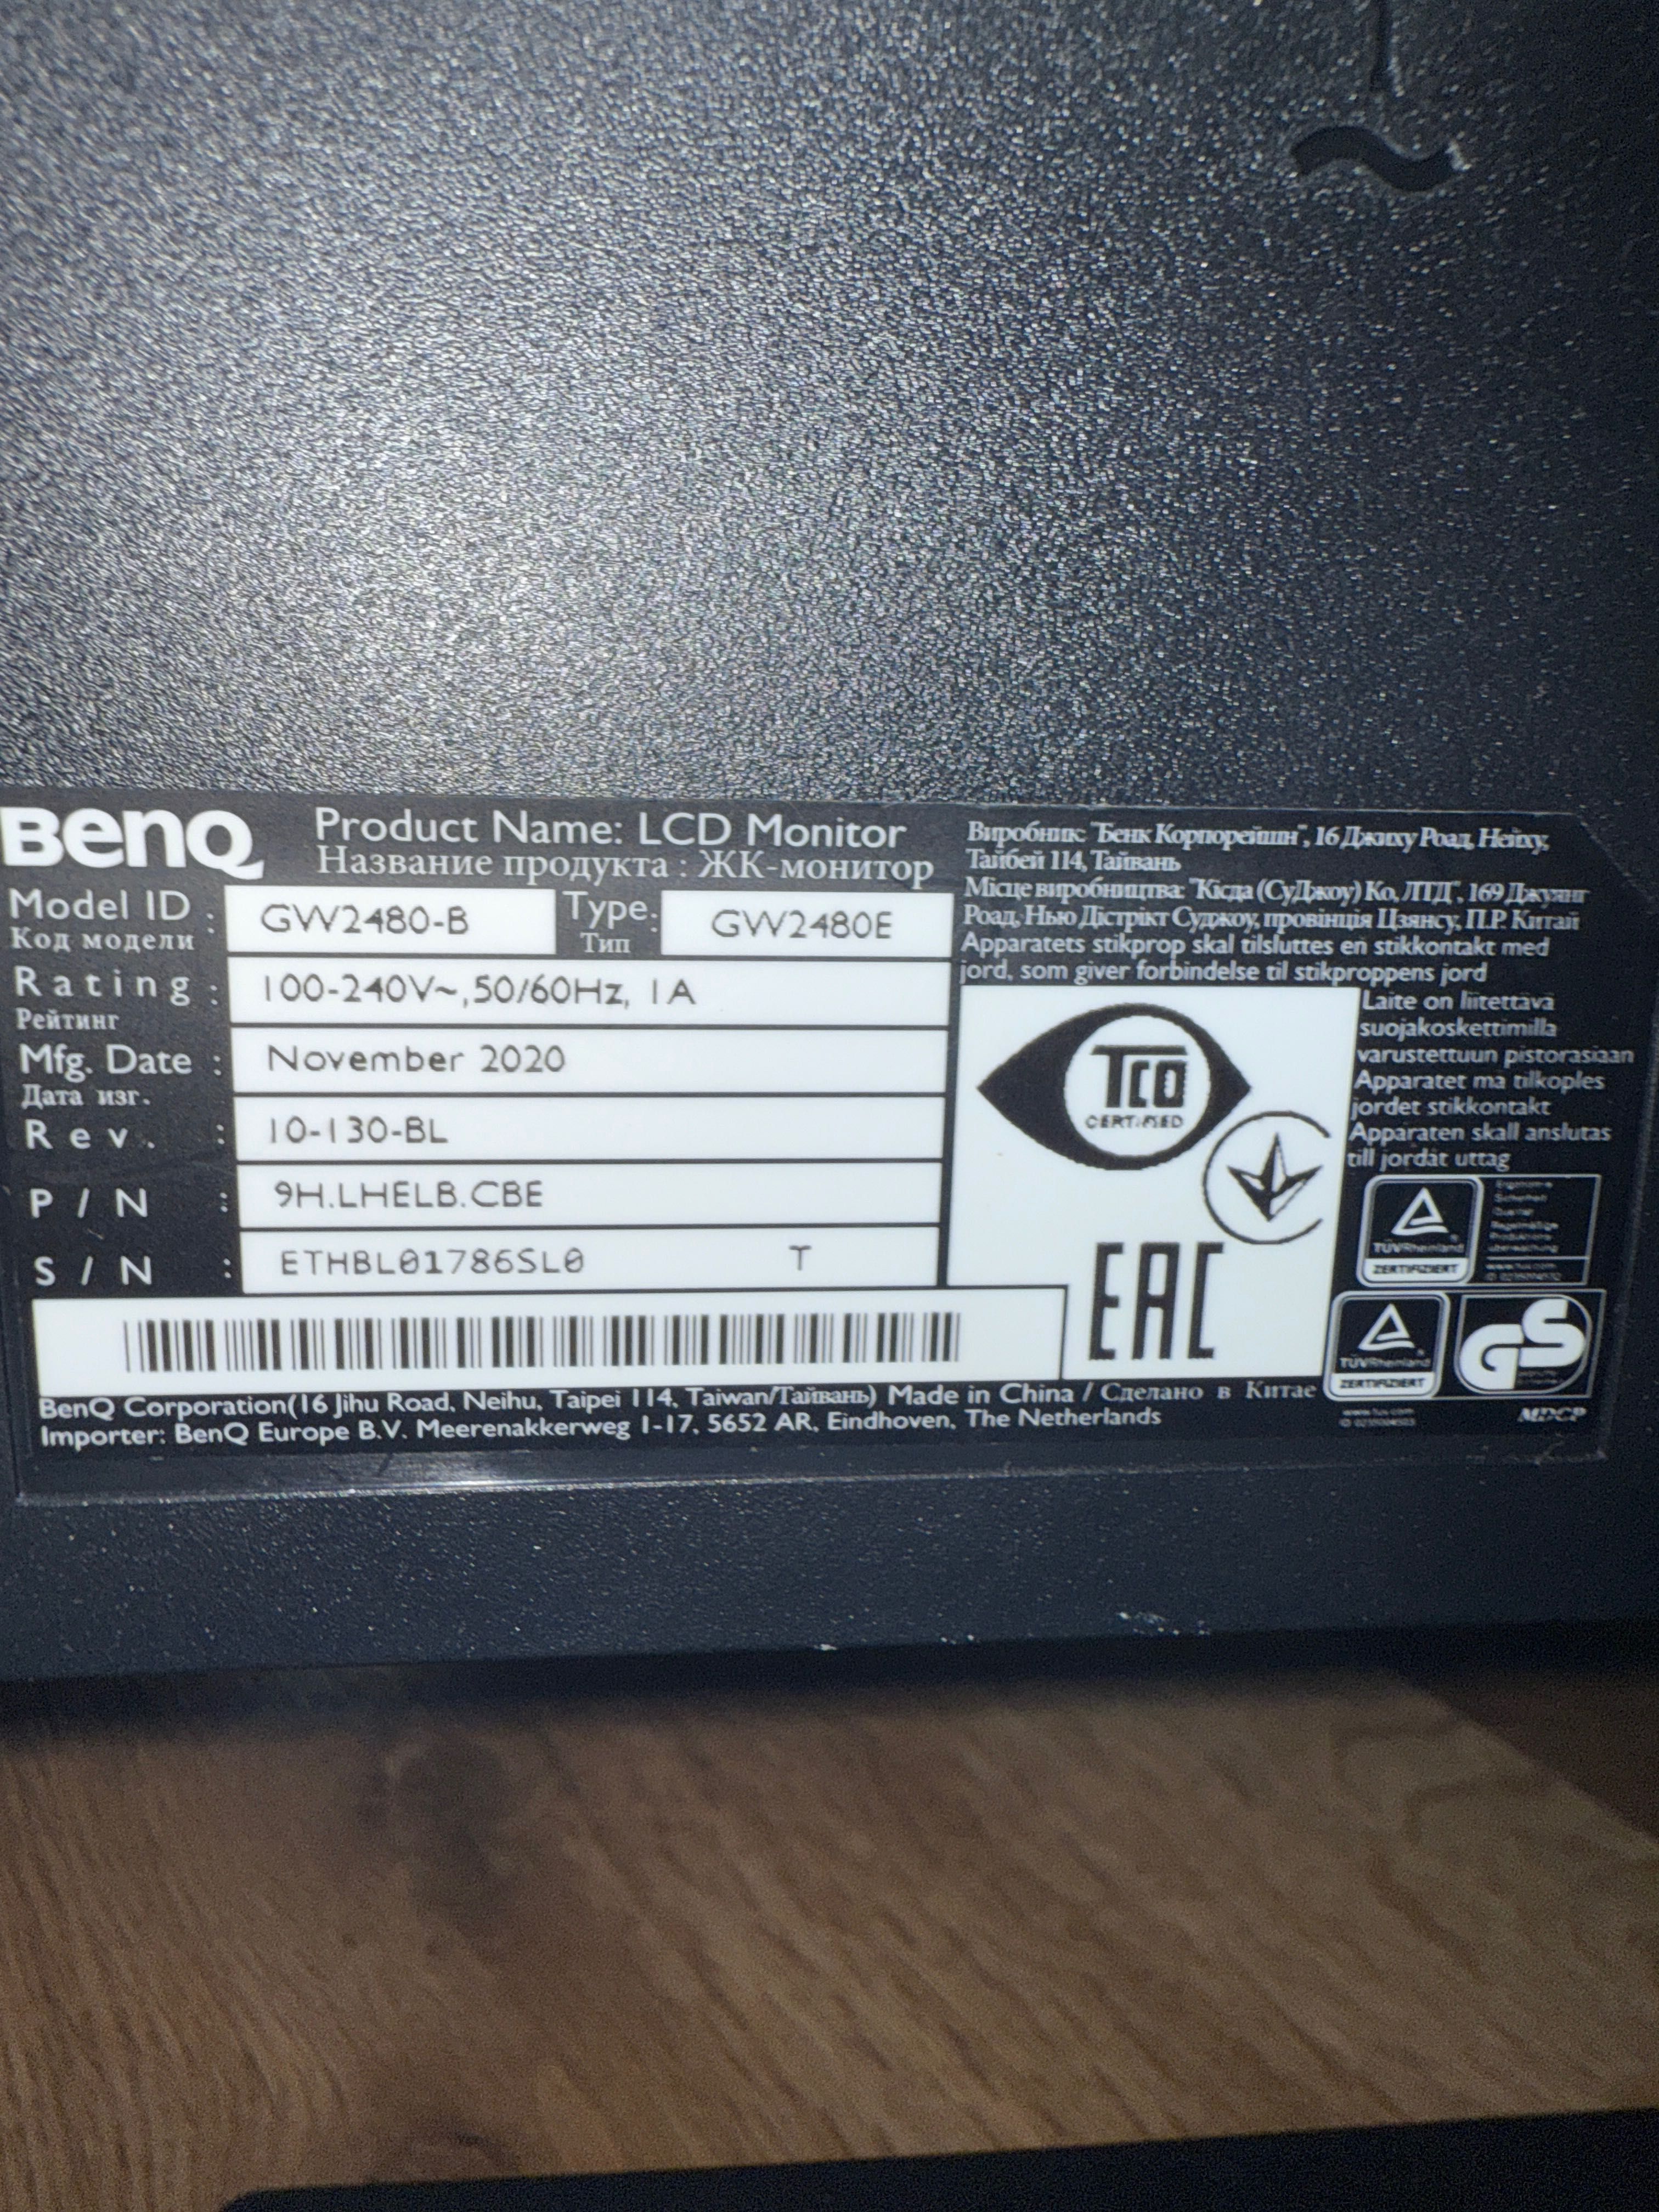 BenQ
Product Name: LCD Monitor
Название продукта : ЖК-монитор
Model ID : GW2480-B Type: GW2480E
Код модели Тип
Rating : 100-240V~,50/60Hz, 1A
Рейтинг
Mfg. Date : November 2020
Дата изг.
Rev. : 10-130-BL
P/N : 9H.LHELB.CBE
S/N : ETHBL01786SL0 T
BenQ Corporation(16 Jihu Road, Neihu, Taipei 114, Taiwan/Тайвань) Made in China / Сделано в Китае
Importer: BenQ Europe B.V. Meerenakkerweg 1-17, 5652 AR, Eindhoven, The Netherlands
Виробник: "Бенк Корпорейшн", 16 Джиху Роад, Нейху,
Тайбей 114, Тайвань
Місце виробництва: "Кісда (СуДжоу) Ко, ЛТД", 169 Джуянг
Роад, Нью Дістрікт Суджоу, провінція Цзянсу, П.Р. Китай
Apparatets stikprop skal tilsluttes en stikkontakt med
jord, som giver forbindelse til stikproppens jord
Laite on liitettävä
suojakoskettimilla
varustettuun pistorasiaan
Apparatet må tilkoples
jordet stikkontakt
Apparaten skall anslutas
till jordat uttag
TCO
CERTIFIED
EAC
TÜVRheinland
ZERTIFIZIERT
TÜVRheinland
ZERTIFIZIERT
GS
www.tuv.com
MDCP